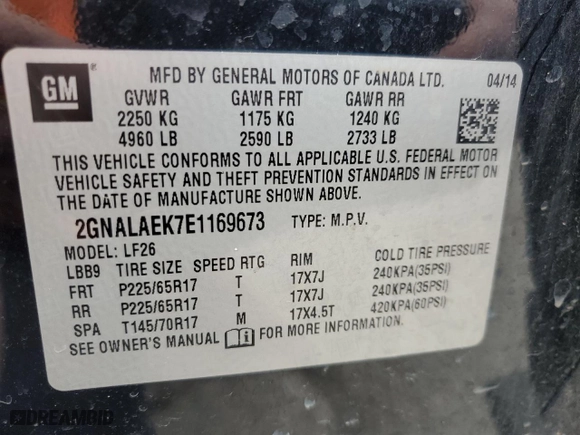 GM
®
MFD BY GENERAL MOTORS OF CANADA LTD. 04/14
GVWR GAWR FRT GAWR RR
2250 KG 1175 KG 1240 KG
4960 LB 2590 LB 2733 LB
THIS VEHICLE CONFORMS TO ALL APPLICABLE U.S. FEDERAL MOTOR
VEHICLE SAFETY AND THEFT PREVENTION STANDARDS IN EFFECT ON
THE DATE OF MANUFACTURE SHOWN ABOVE.
2GNALAEK7E1169673 TYPE: M.P.V.
MODEL: LF26
LBB9 TIRE SIZE SPEED RTG RIM COLD TIRE PRESSURE
FRT P225/65R17 T 17X7J 240KPA(35PSI)
RR P225/65R17 T 17X7J 240KPA(35PSI)
SPA T145/70R17 M 17X4.5T 420KPA(60PSI)
SEE OWNER'S MANUAL FOR MORE INFORMATION.
DREAMBID